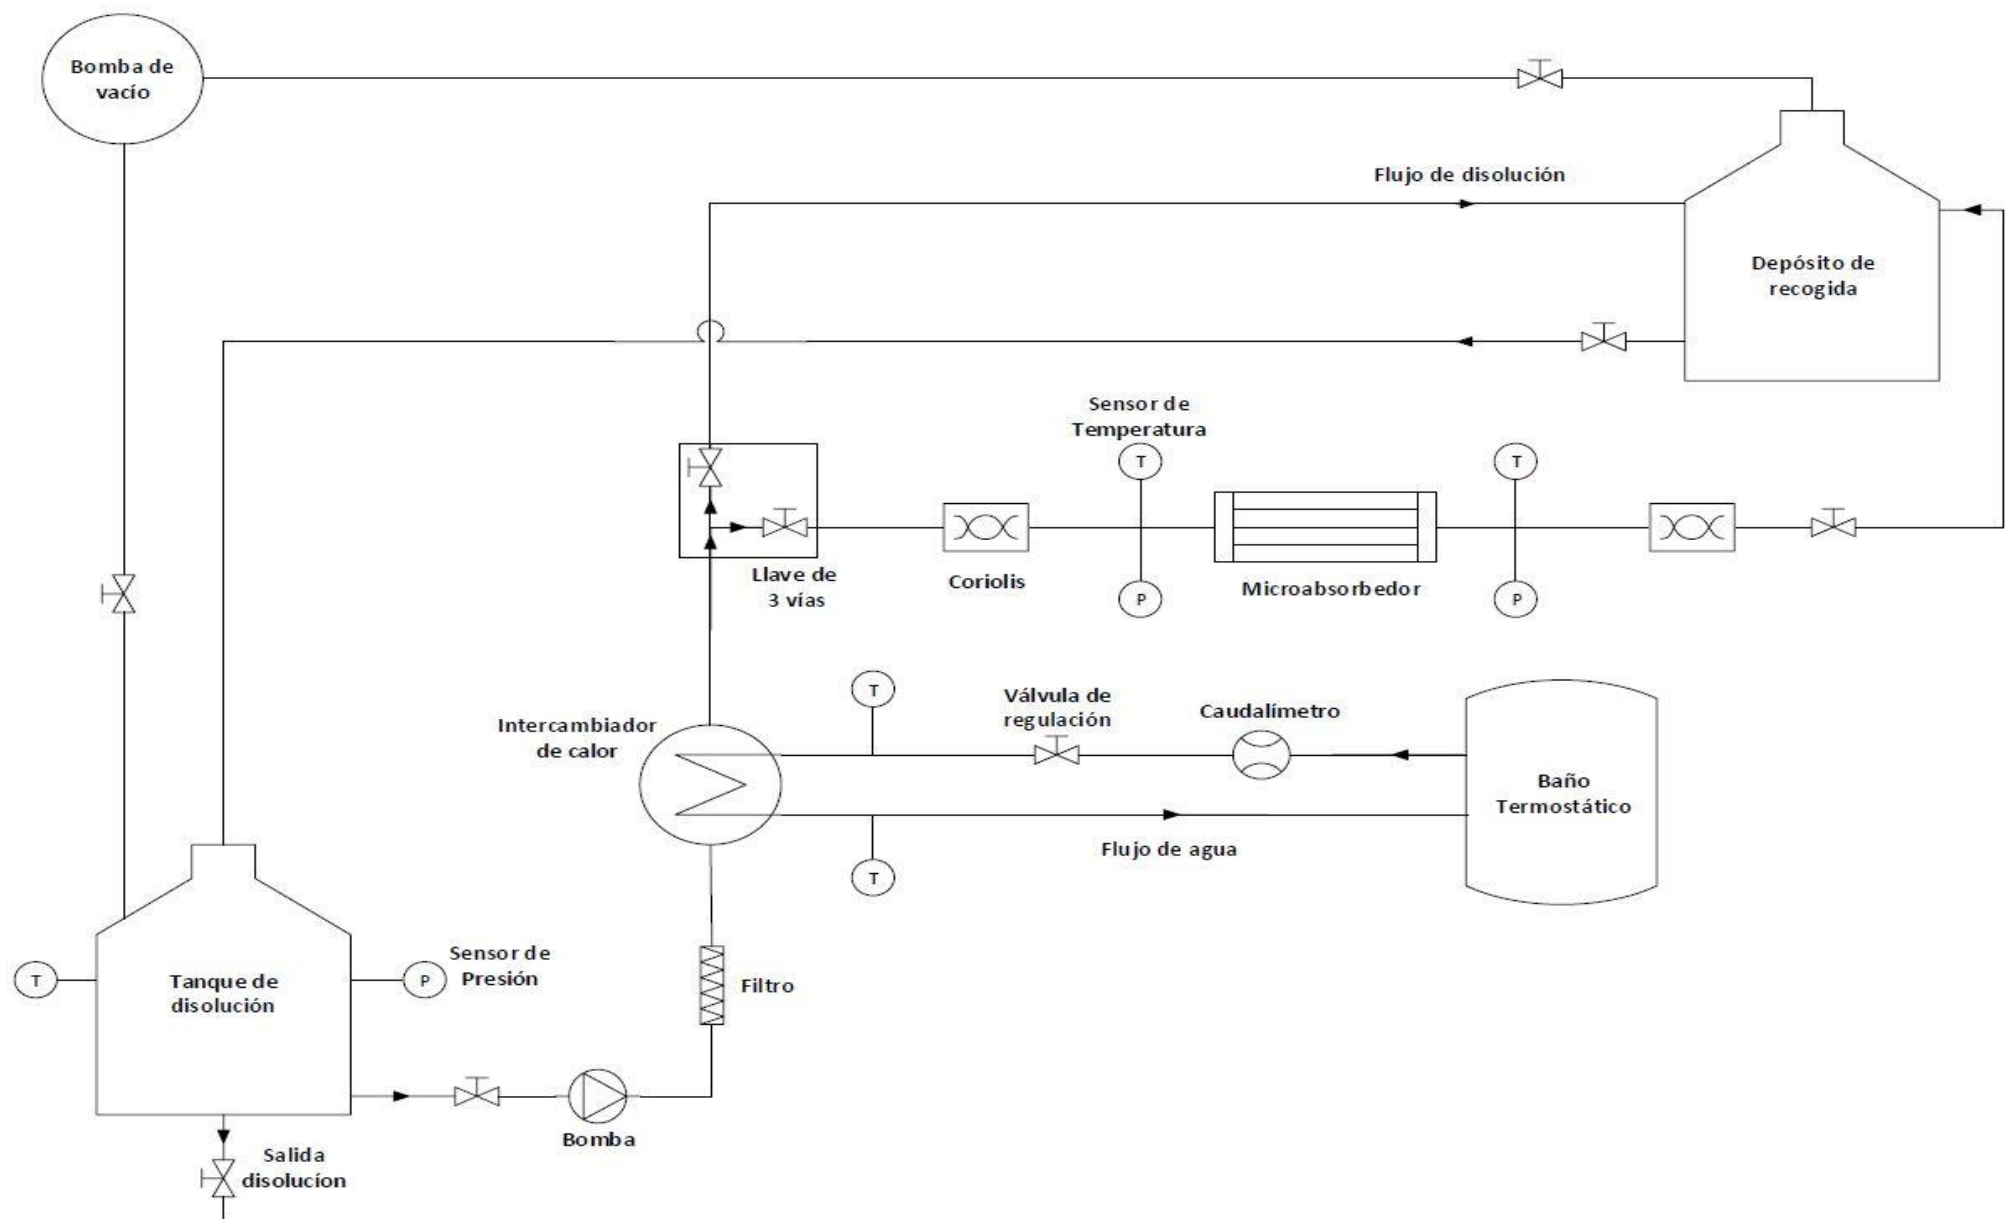 Bomba de
vacío
Flujo de disolución
Depósito de
recogida
Sensor de
Temperatura
T
T
Llave de
3 vías
Coriolis
P
Microabsorbedor
P
Intercambiador
de calor
T
Válvula de
regulación
Caudalímetro
Baño
Termostático
Flujo de agua
T
T
Tanque de
disolución
P
Sensor de
Presión
Filtro
Bomba
Salida
disolucíon